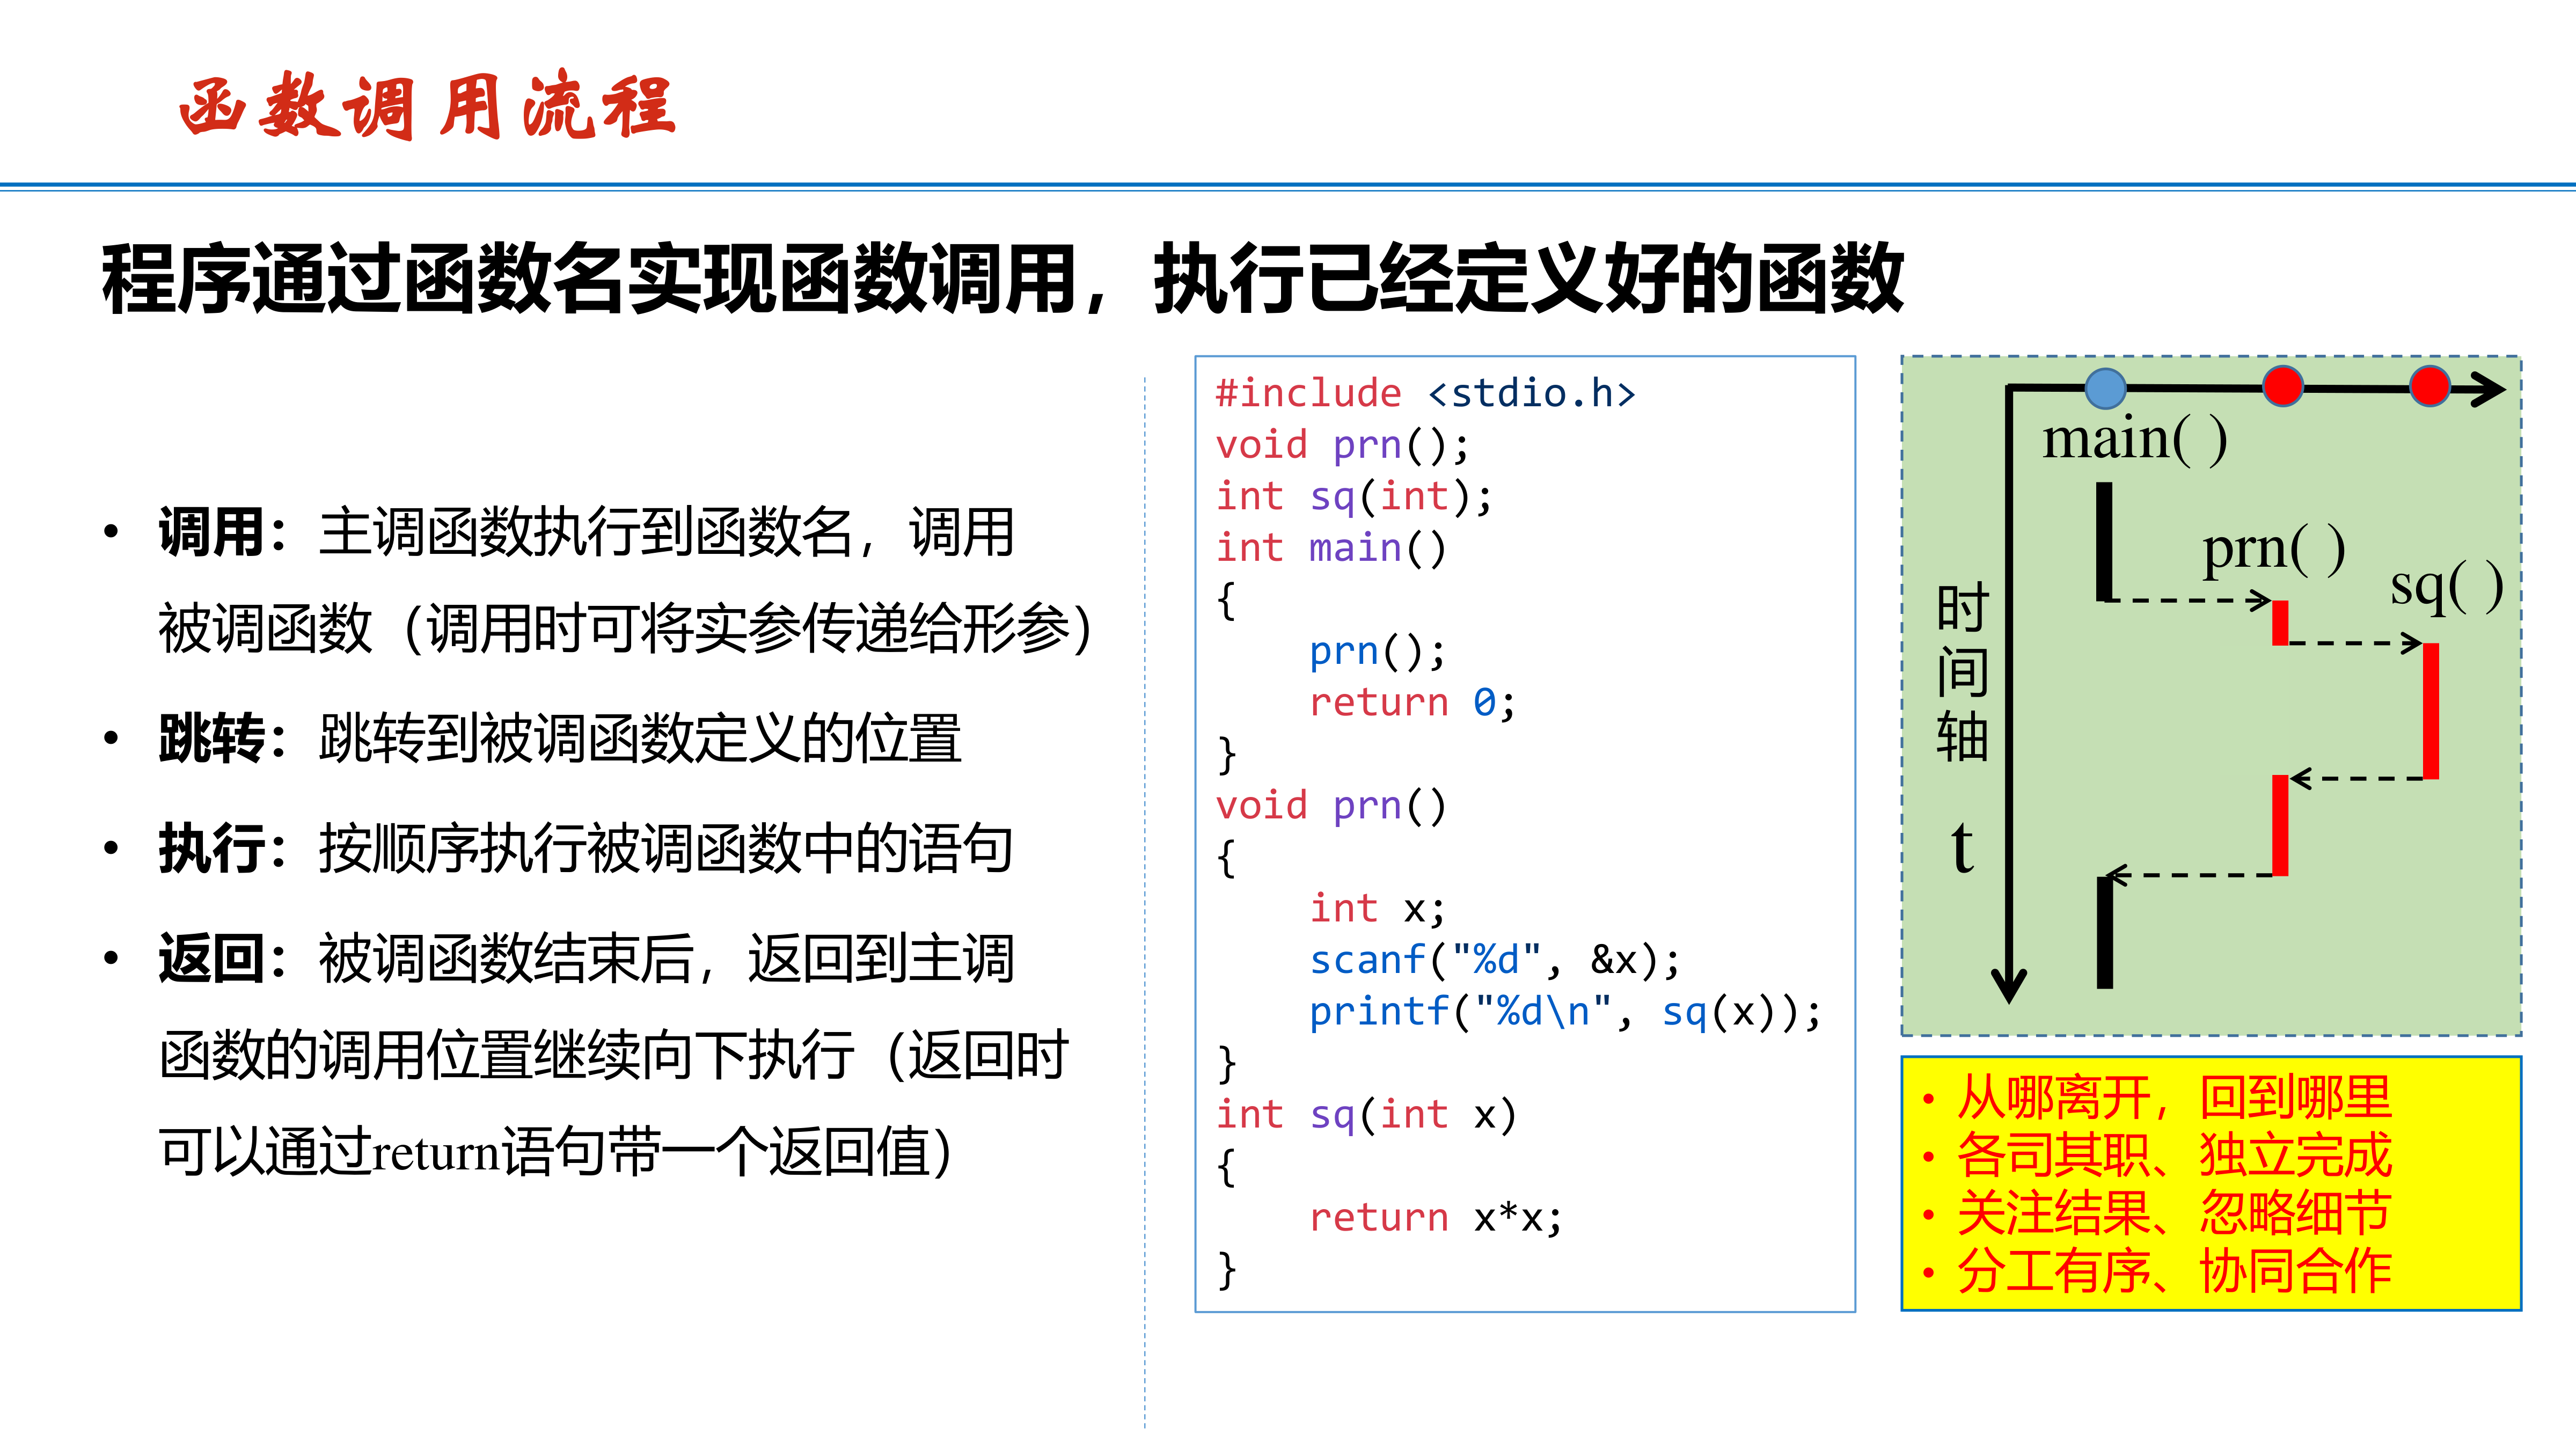 函数调用流程
程序通过函数名实现函数调用，执行已经定义好的函数
• 调用：主调函数执行到函数名，调用
被调函数（调用时可将实参传递给形参）
• 跳转：跳转到被调函数定义的位置
• 执行：按顺序执行被调函数中的语句
• 返回：被调函数结束后，返回到主调
函数的调用位置继续向下执行（返回时
可以通过return语句带一个返回值）
#include <stdio.h>
void prn();
int sq(int);
int main()
{
    prn();
    return 0;
}
void prn()
{
    int x;
    scanf("%d", &x);
    printf("%d\n", sq(x));
}
int sq(int x)
{
    return x*x;
}
main( )
prn( )
sq( )
时
间
轴
t
• 从哪离开，回到哪里
• 各司其职、独立完成
• 关注结果、忽略细节
• 分工有序、协同合作